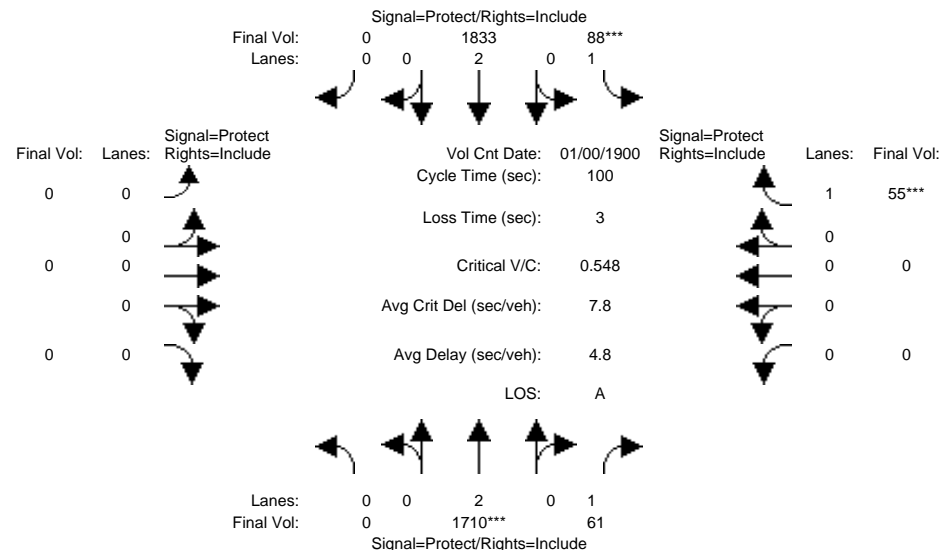 Signal=Protect/Rights=Include
Final Vol: 0 1833 88***
Lanes: 0 0 2 0 1
Signal=Protect Signal=Protect
Final Vol: Lanes: Rights=Include Vol Cnt Date: 01/00/1900 Rights=Include Lanes: Final Vol:
Cycle Time (sec): 100
0 0 1 55***
Loss Time (sec): 3
0 0
0 0 Critical V/C: 0.548 0 0
0 Avg Crit Del (sec/veh): 7.8 0
0 0 Avg Delay (sec/veh): 4.8 0 0
LOS: A
Lanes: 0 0 2 0 1
Final Vol: 0 1710*** 61
Signal=Protect/Rights=Include